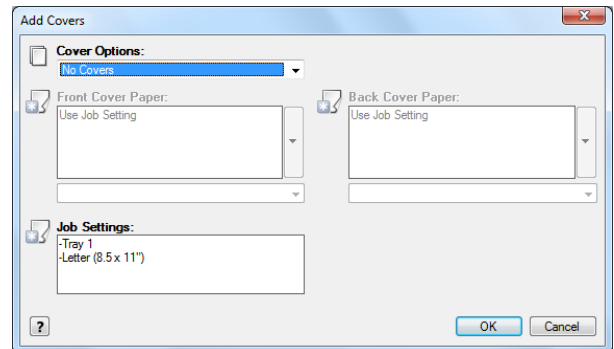 Add Covers
Cover Options:
No Covers
Front Cover Paper:
Back Cover Paper:
Use Job Setting
Use Job Setting
Job Settings:
-Tray 1
-Letter (8.5 x 11")
?
OK
Cancel